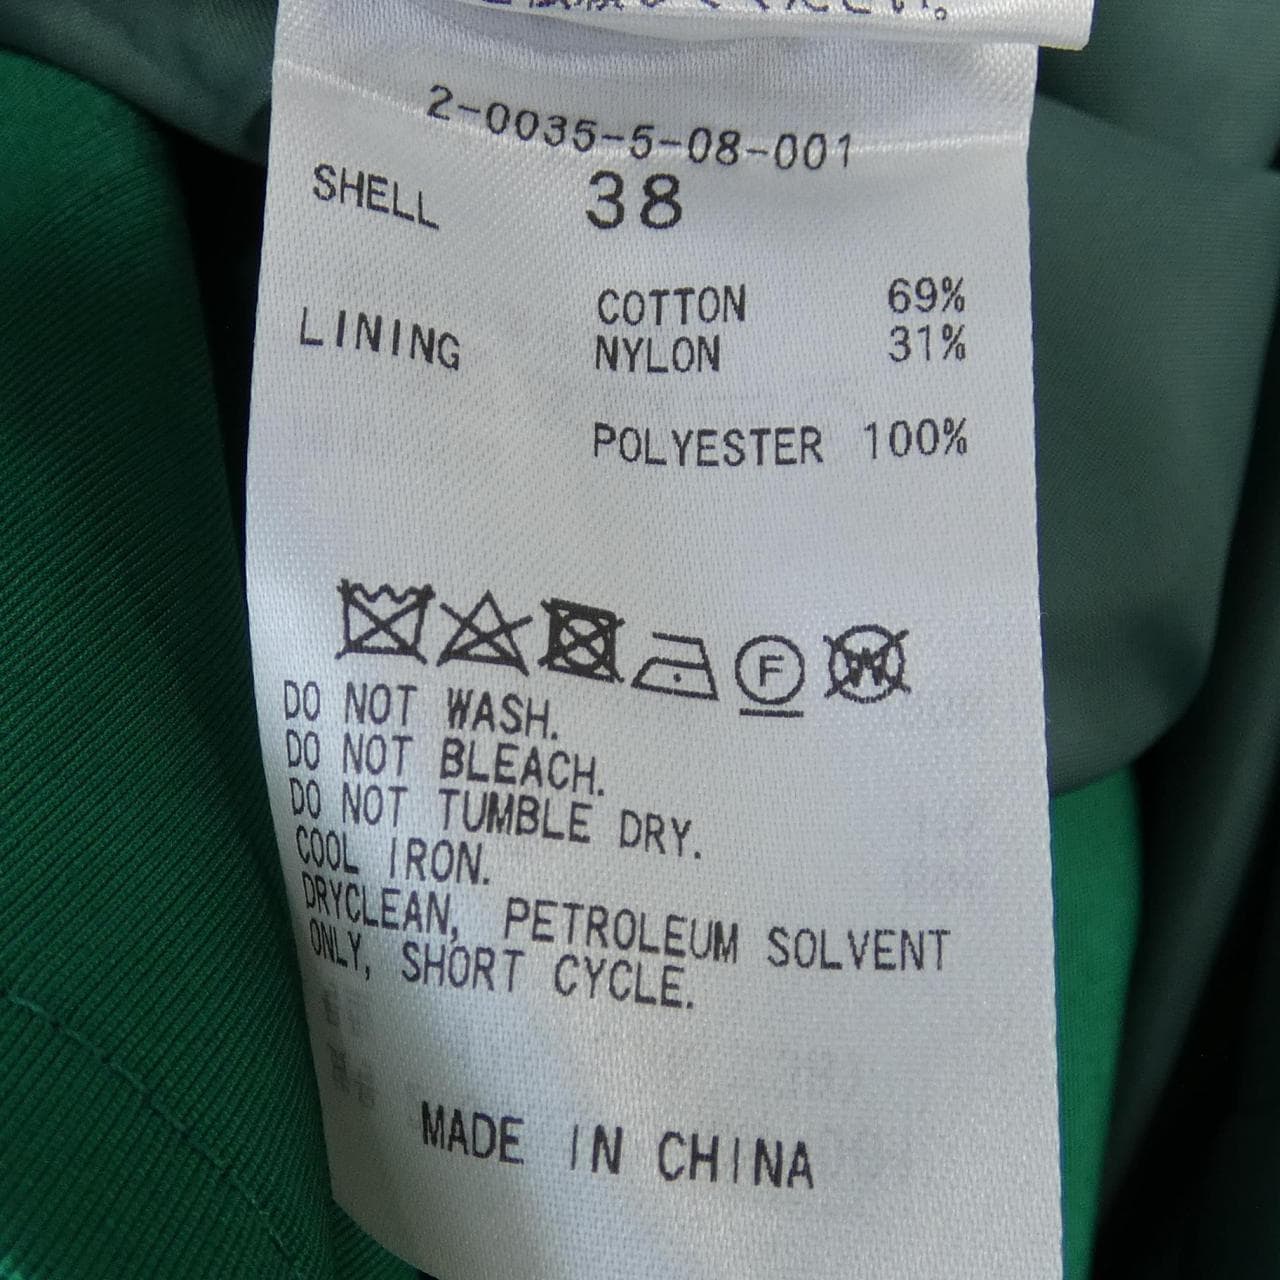 2-0035-5-08-001
38
SHELL
COTTON 69%
LINING
NYLON 31%
POLYESTER 100%
F
W
DO NOT WASH.
DO NOT BLEACH.
DO NOT TUMBLE DRY.
COOL IRON.
DRYCLEAN, PETROLEUM SOLVENT
ONLY, SHORT CYCLE.
MADE IN CHINA